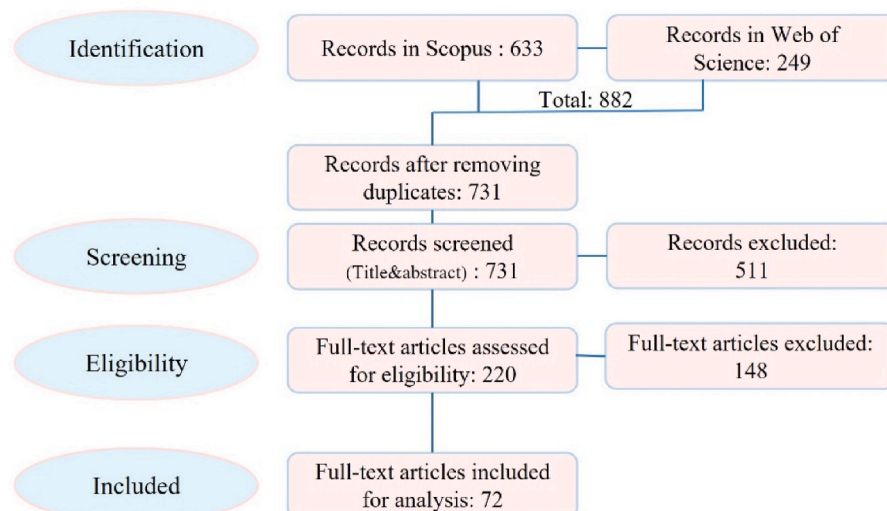 Identification
Records in Scopus : 633
Records in Web of
Science: 249
Total: 882
Records after removing
duplicates: 731
Screening
Records screened
(Title&abstract) : 731
Records excluded:
511
Eligibility
Full-text articles assessed
for eligibility: 220
Full-text articles excluded:
148
Included
Full-text articles included
for analysis: 72